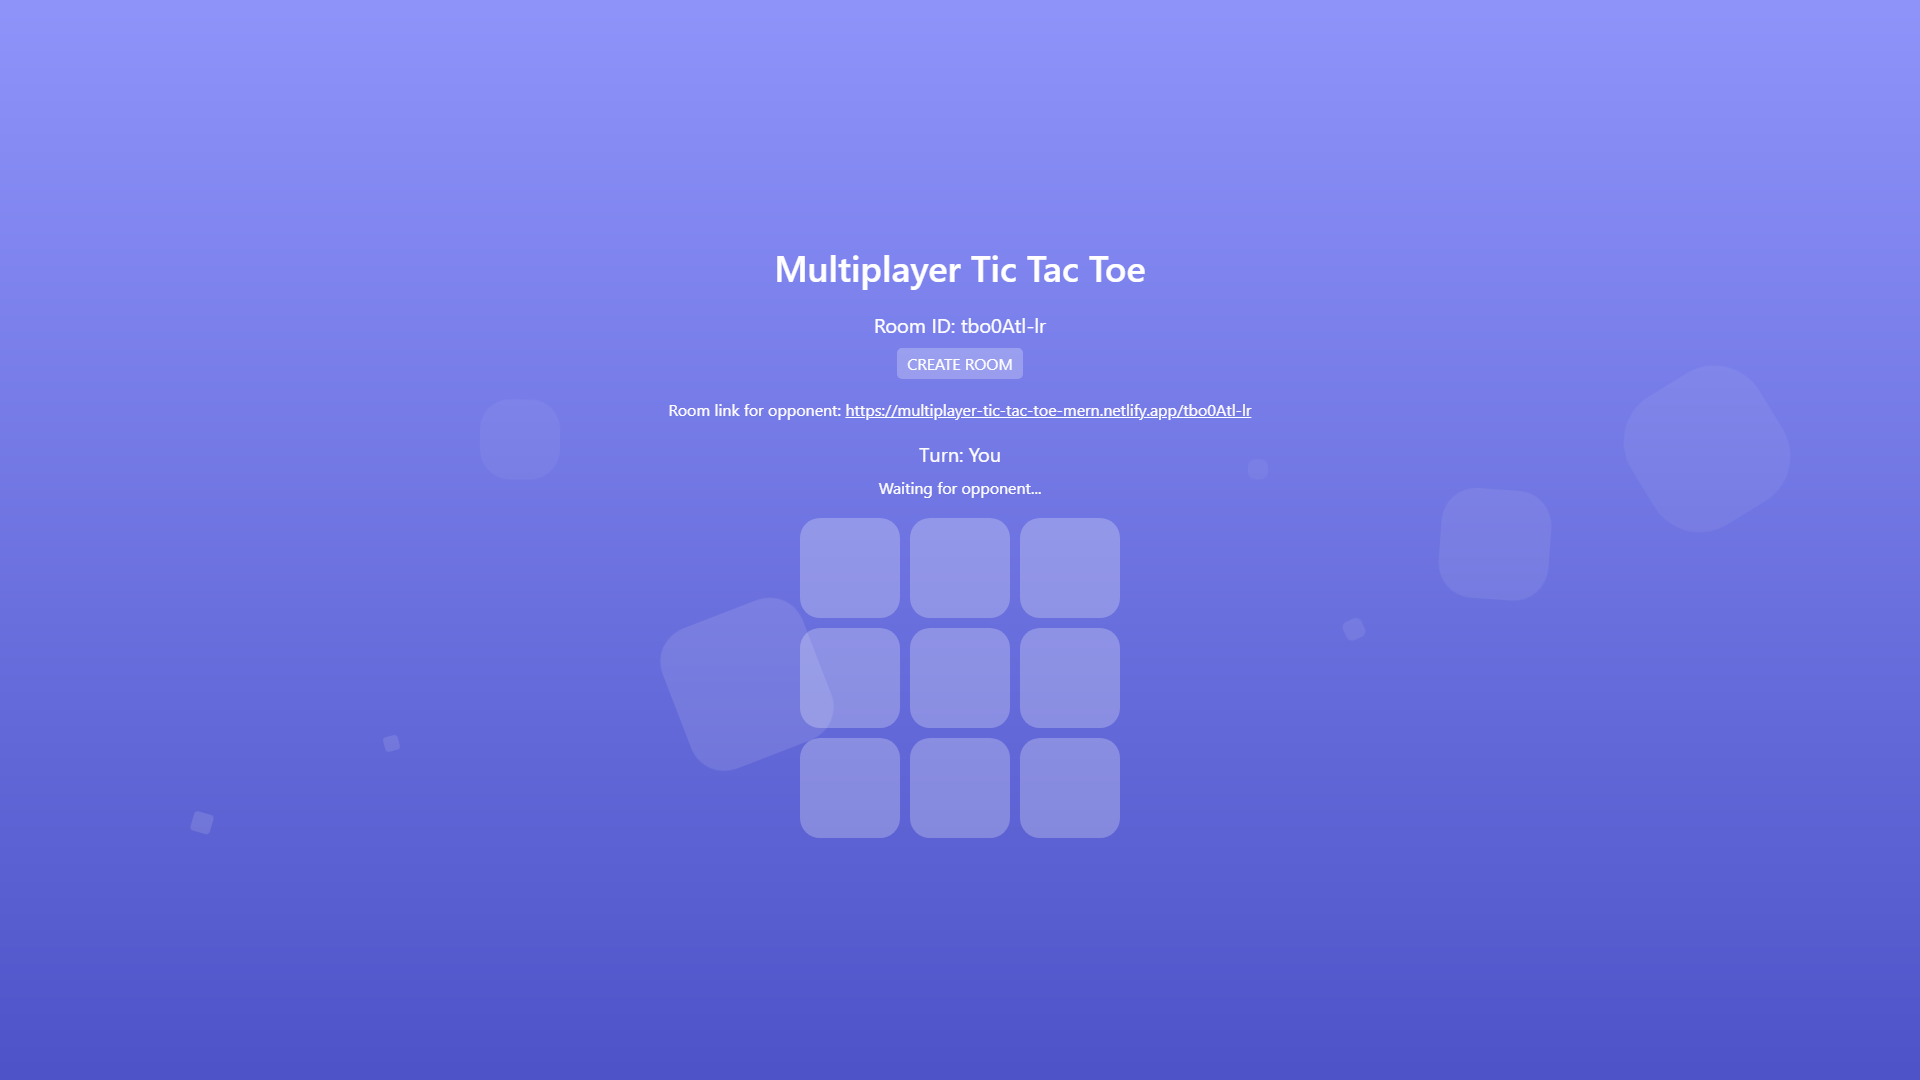 Multiplayer Tic Tac Toe
Room ID: tbo0Atl-lr
CREATE ROOM
Room link for opponent: https://multiplayer-tic-tac-toe-mern.netlify.app/tbo0Atl-lr
Turn: You
Waiting for opponent...